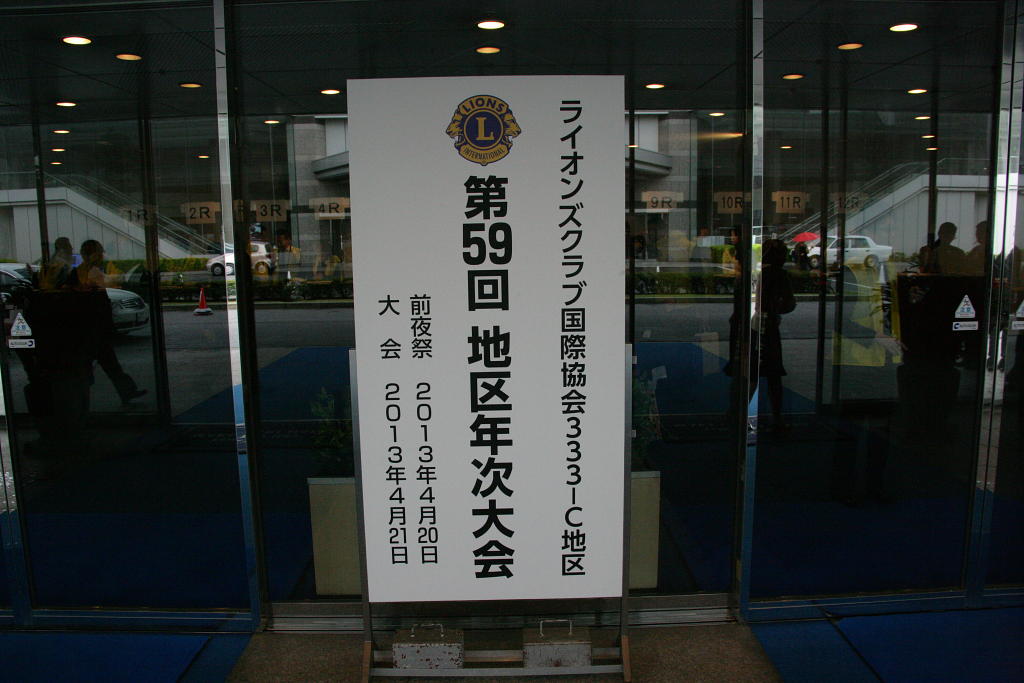 LIONS
L
INTERNATIONAL
ライオンズクラブ国際協会333-C地区
第59回 地区年次大会
前夜祭 2013年4月20日
大会 2013年4月21日
1R
2R
3R
4R
9R
10R
11R
12R
注意